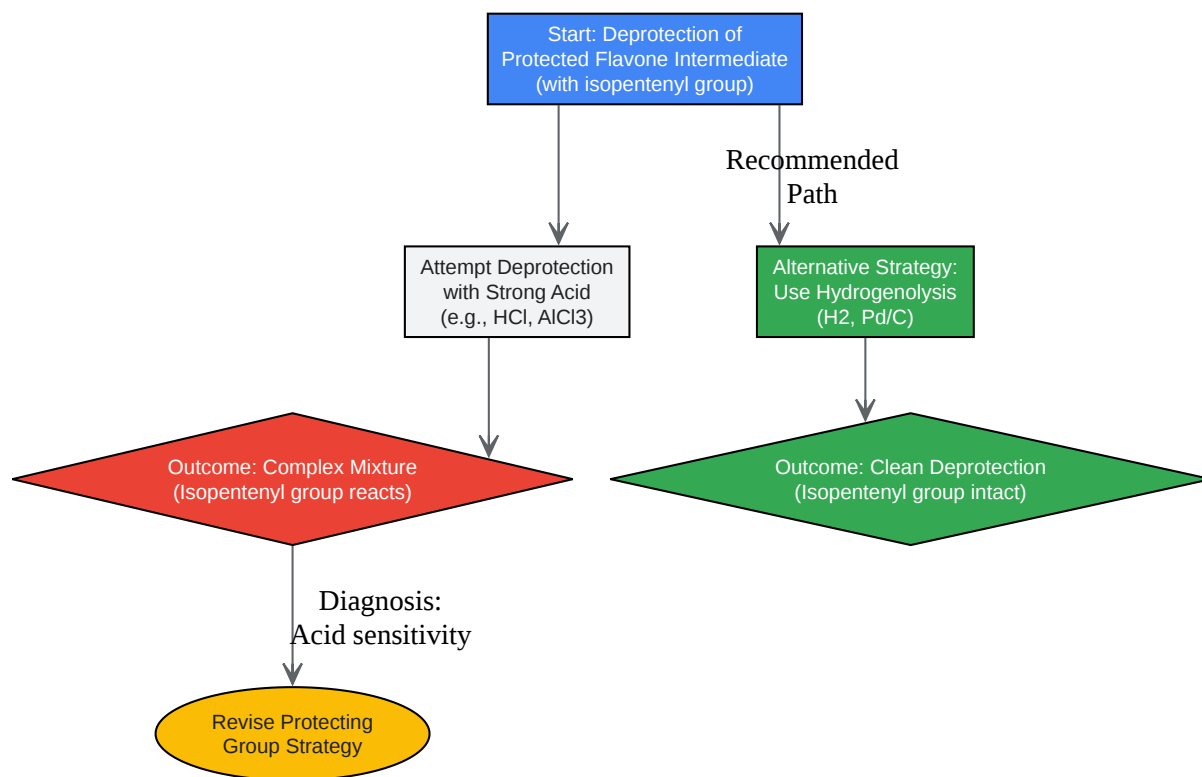 Start: Deprotection of
Protected Flavone Intermediate
(with isopentenyl group)
Recommended
Path
Attempt Deprotection
with Strong Acid
(e.g., HCl, AlCl3)
Alternative Strategy:
Use Hydrogenolysis
(H2, Pd/C)
Outcome: Complex Mixture
(Isopentenyl group reacts)
Outcome: Clean Deprotection
(Isopentenyl group intact)
Diagnosis:
Acid sensitivity
Revise Protecting
Group Strategy